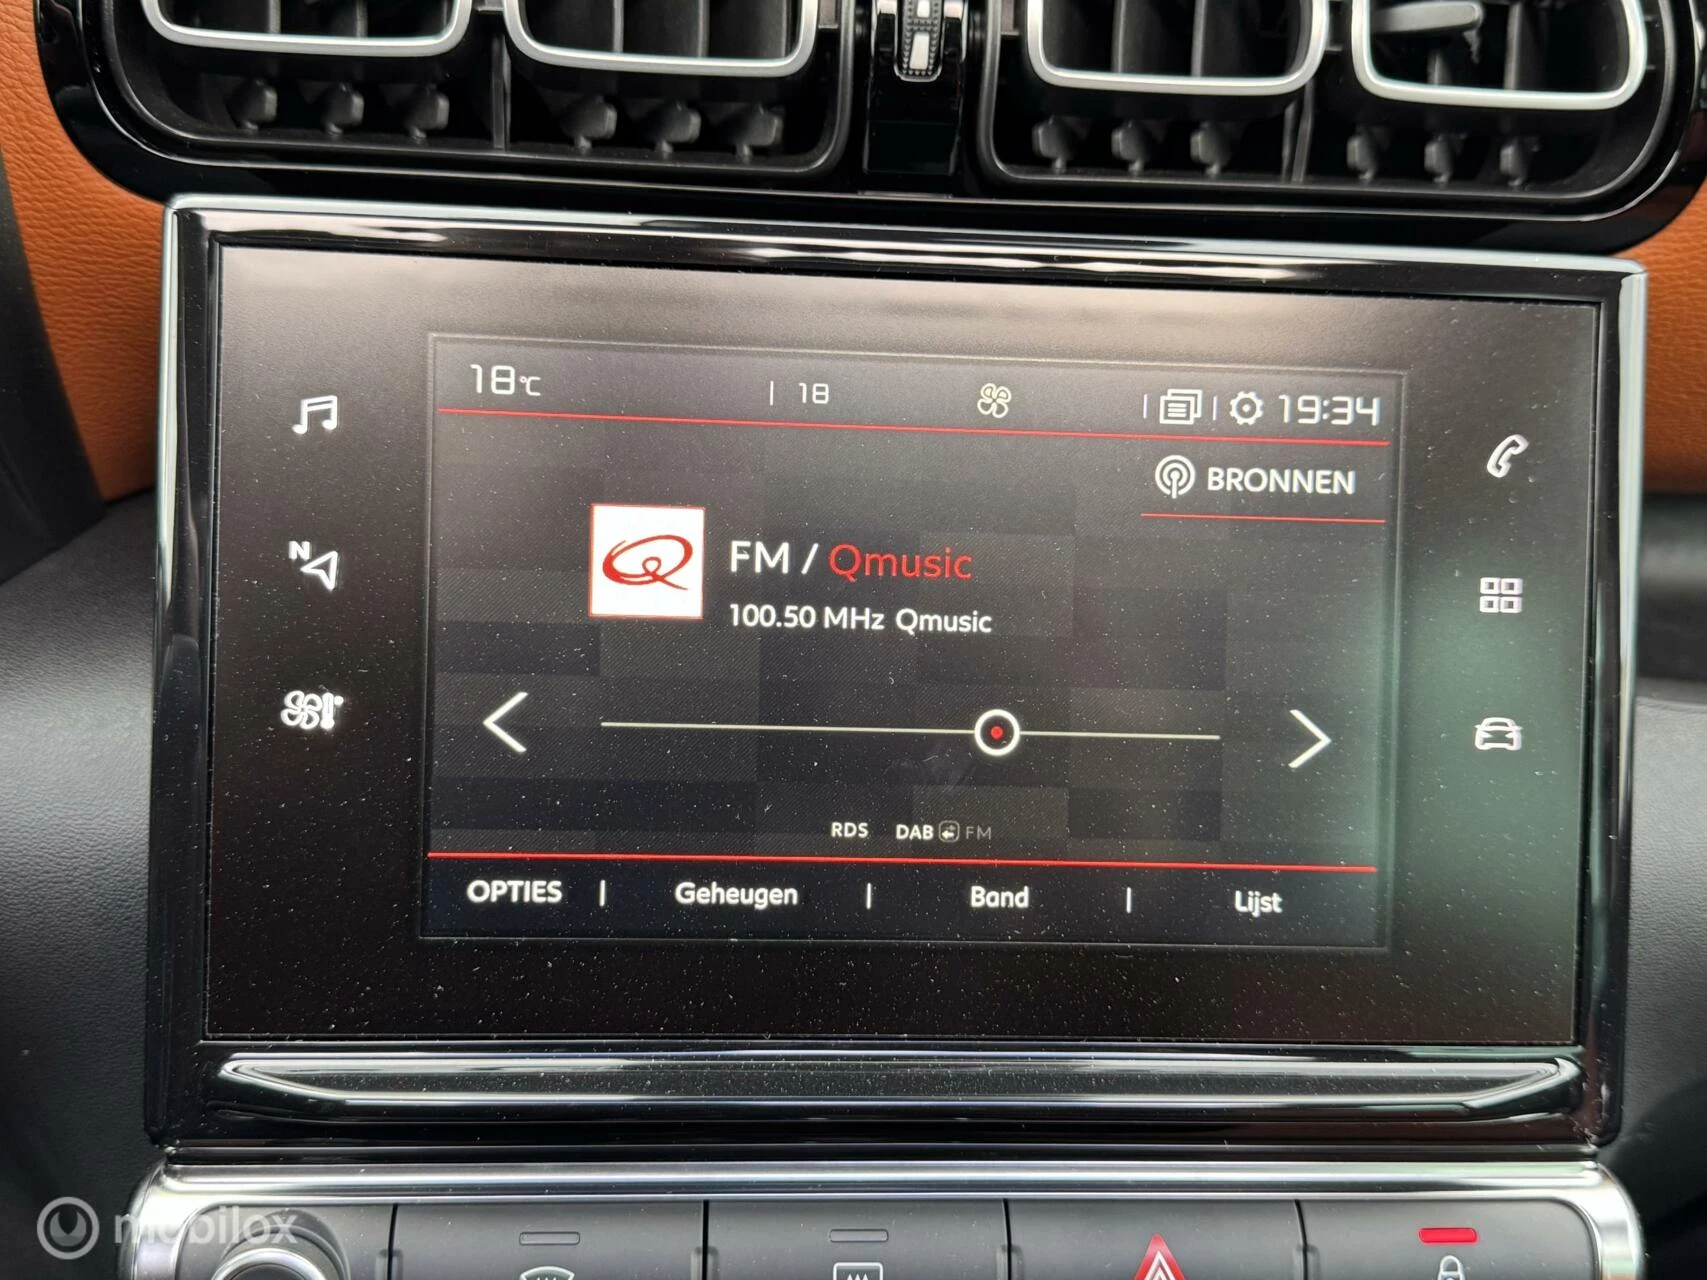 18°C | 18 | | 19:34
BRONNEN
FM / Qmusic
100.50 MHz Qmusic
N
RDS DAB FM
OPTIES | Geheugen | Band | Lijst
mobilox